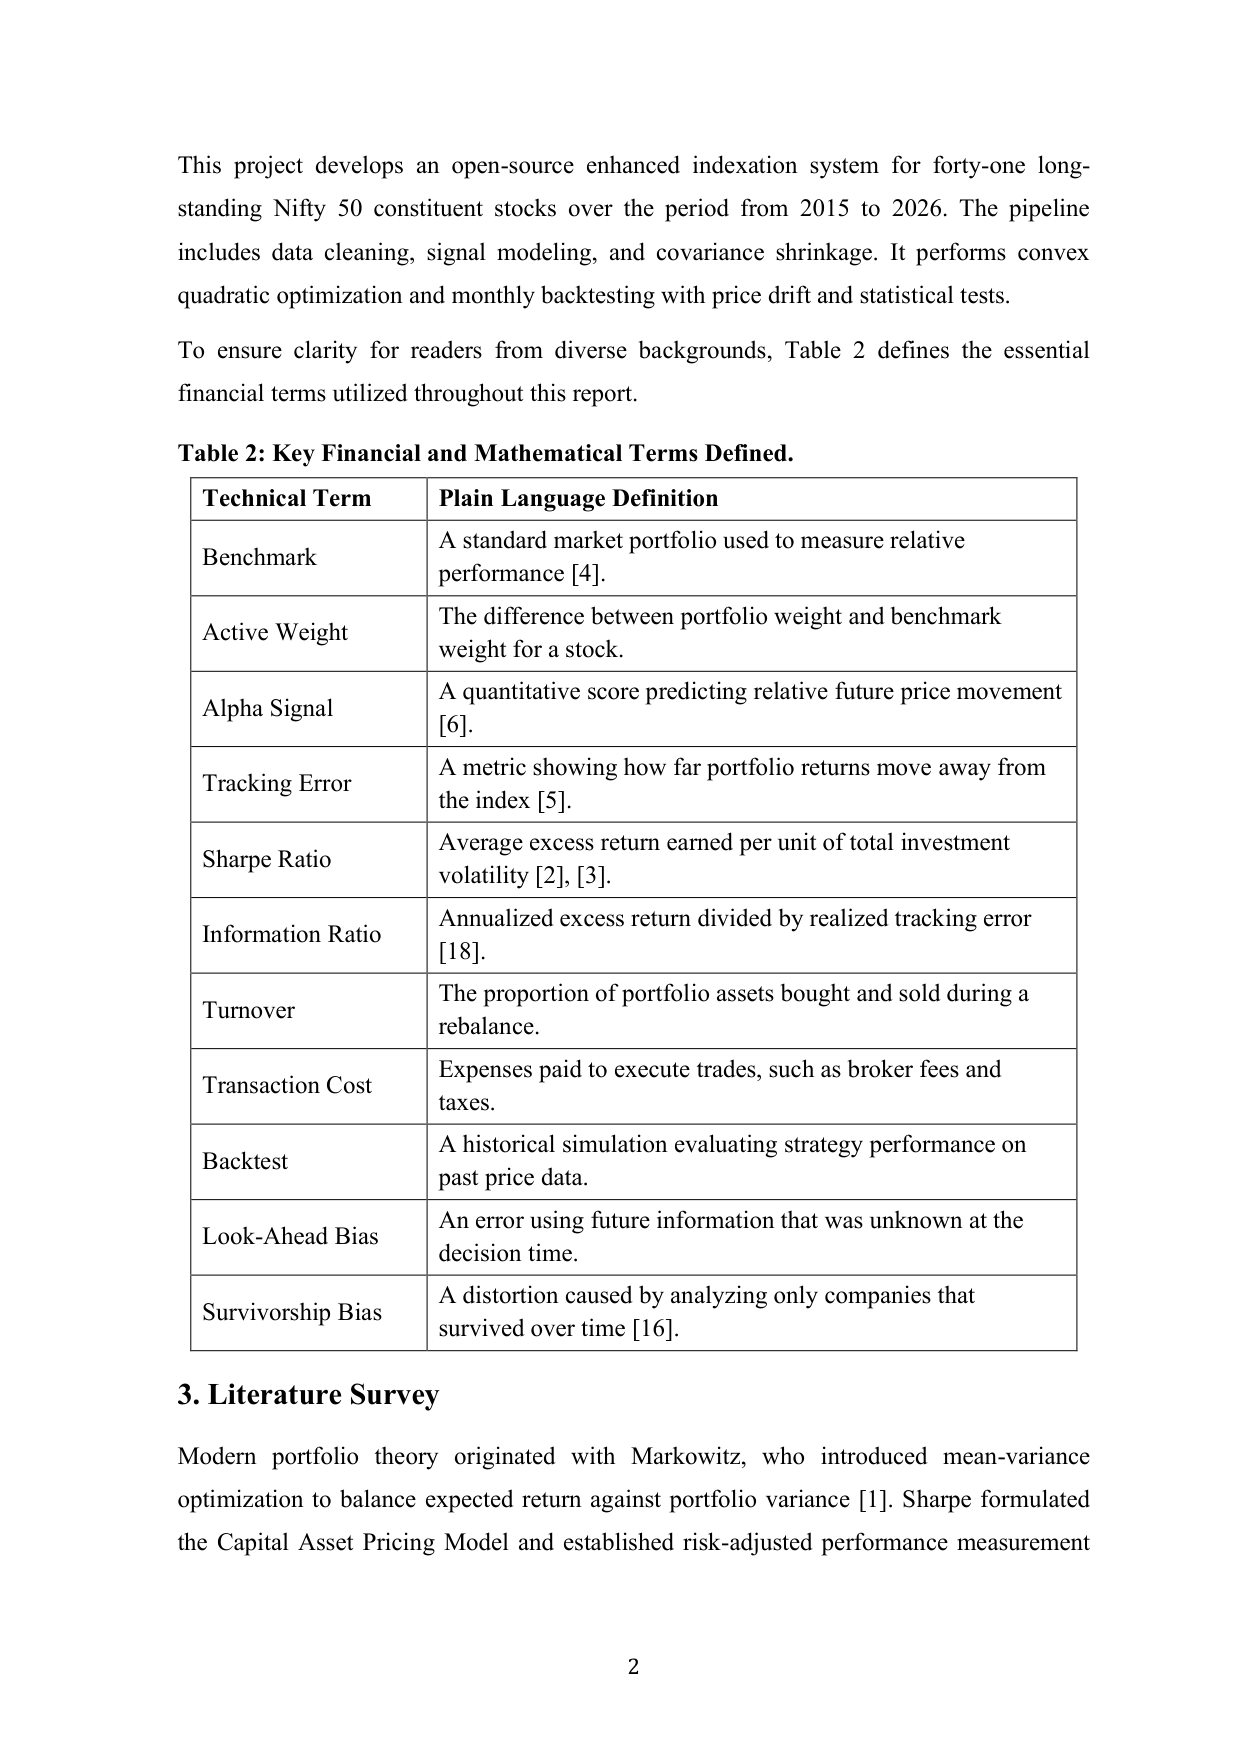 This project develops an open-source enhanced indexation system for forty-one long-
standing Nifty 50 constituent stocks over the period from 2015 to 2026. The pipeline
includes data cleaning, signal modeling, and covariance shrinkage. It performs convex
quadratic optimization and monthly backtesting with price drift and statistical tests.
To ensure clarity for readers from diverse backgrounds, Table 2 defines the essential
financial terms utilized throughout this report.
Table 2: Key Financial and Mathematical Terms Defined.
Technical Term Plain Language Definition
Benchmark
A standard market portfolio used to measure relative
performance [4].
Active Weight
The difference between portfolio weight and benchmark
weight for a stock.
Alpha Signal
A quantitative score predicting relative future price movement
[6].
Tracking Error
A metric showing how far portfolio returns move away from
the index [5].
Sharpe Ratio
Average excess return earned per unit of total investment
volatility [2], [3].
Information Ratio
Annualized excess return divided by realized tracking error
[18].
Turnover
The proportion of portfolio assets bought and sold during a
rebalance.
Transaction Cost
Expenses paid to execute trades, such as broker fees and
taxes.
Backtest
A historical simulation evaluating strategy performance on
past price data.
Look-Ahead Bias
An error using future information that was unknown at the
decision time.
Survivorship Bias
A distortion caused by analyzing only companies that
survived over time [16].
3. Literature Survey
Modern portfolio theory originated with Markowitz, who introduced mean-variance
optimization to balance expected return against portfolio variance [1]. Sharpe formulated
the Capital Asset Pricing Model and established risk-adjusted performance measurement
2